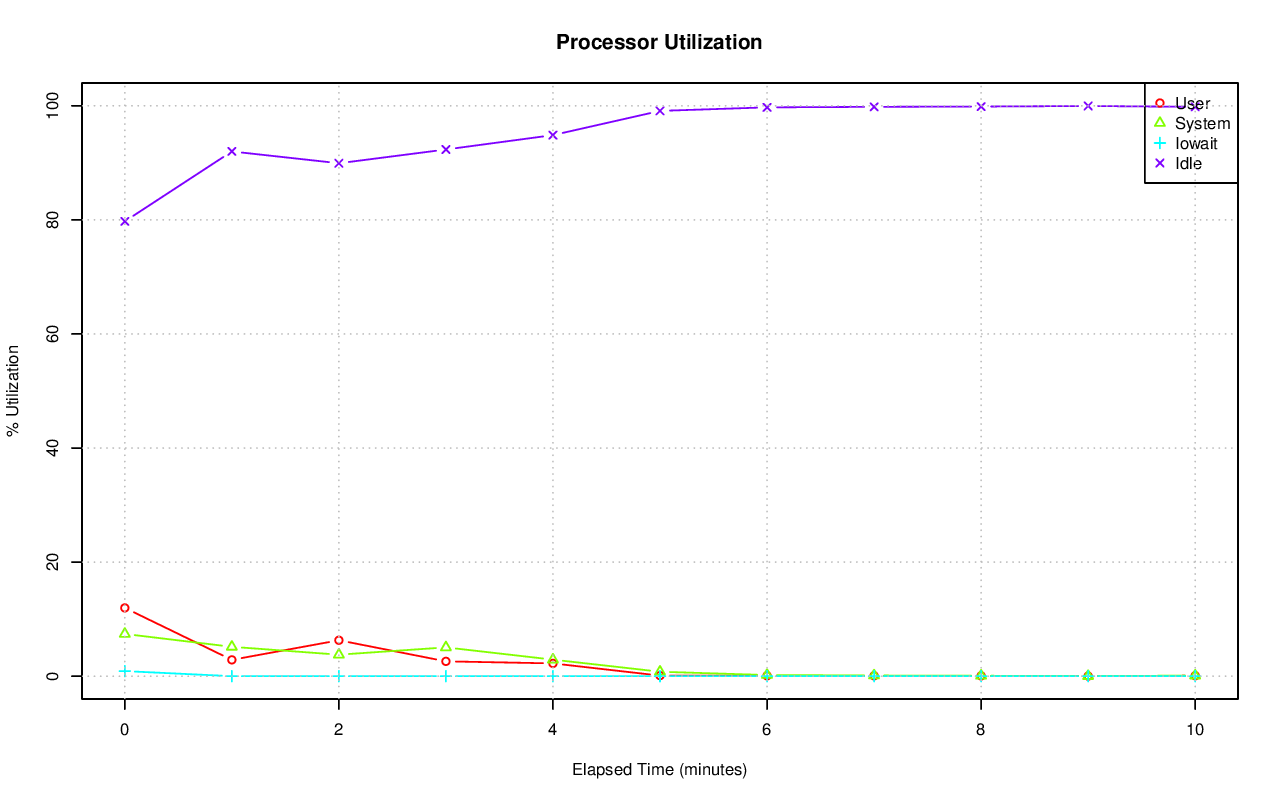 Processor Utilization
100
80
60
40
20
0
% Utilization
User
System
Iowait
Idle
0 2 4 6 8 10
Elapsed Time (minutes)